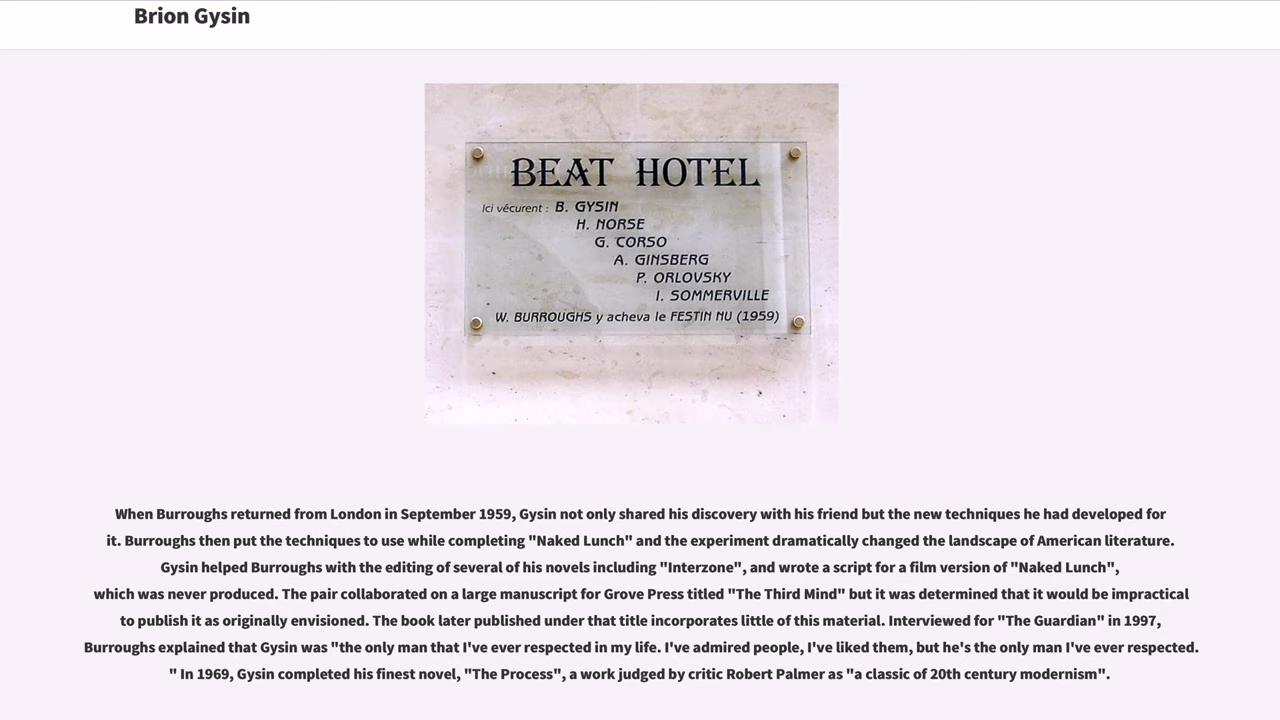 Brion Gysin
BEAT HOTEL
Ici vécurent : B. GYSIN
H. NORSE
G. CORSO
A. GINSBERG
P. ORLOVSKY
I. SOMMERVILLE
W. BURROUGHS y acheva le FESTIN NU (1959)
When Burroughs returned from London in September 1959, Gysin not only shared his discovery with his friend but the new techniques he had developed for
it. Burroughs then put the techniques to use while completing "Naked Lunch" and the experiment dramatically changed the landscape of American literature.
Gysin helped Burroughs with the editing of several of his novels including "Interzone", and wrote a script for a film version of "Naked Lunch",
which was never produced. The pair collaborated on a large manuscript for Grove Press titled "The Third Mind" but it was determined that it would be impractical
to publish it as originally envisioned. The book later published under that title incorporates little of this material. Interviewed for "The Guardian" in 1997,
Burroughs explained that Gysin was "the only man that I've ever respected in my life. I've admired people, I've liked them, but he's the only man I've ever respected.
" In 1969, Gysin completed his finest novel, "The Process", a work judged by critic Robert Palmer as "a classic of 20th century modernism".